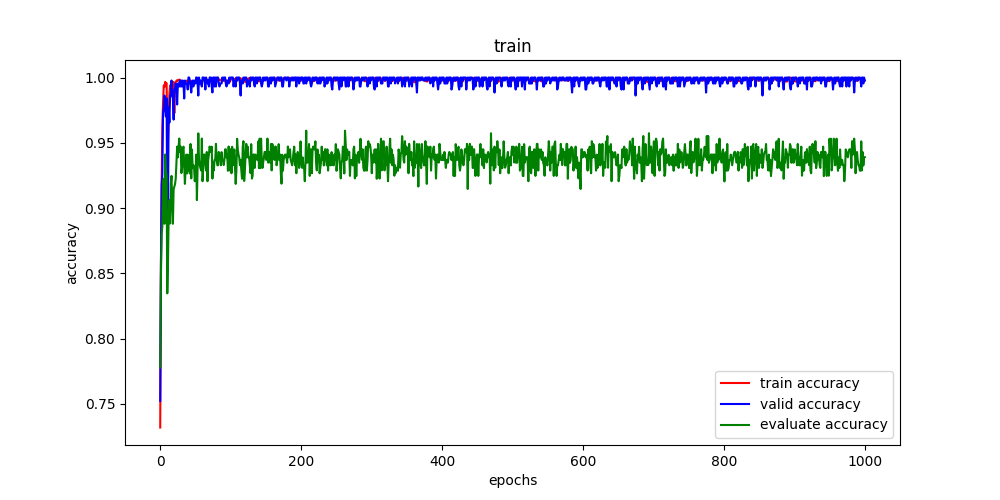 train
1.00
0.95
0.90
0.85
0.80
0.75
accuracy
train accuracy
valid accuracy
evaluate accuracy
0 200 400 600 800 1000
epochs